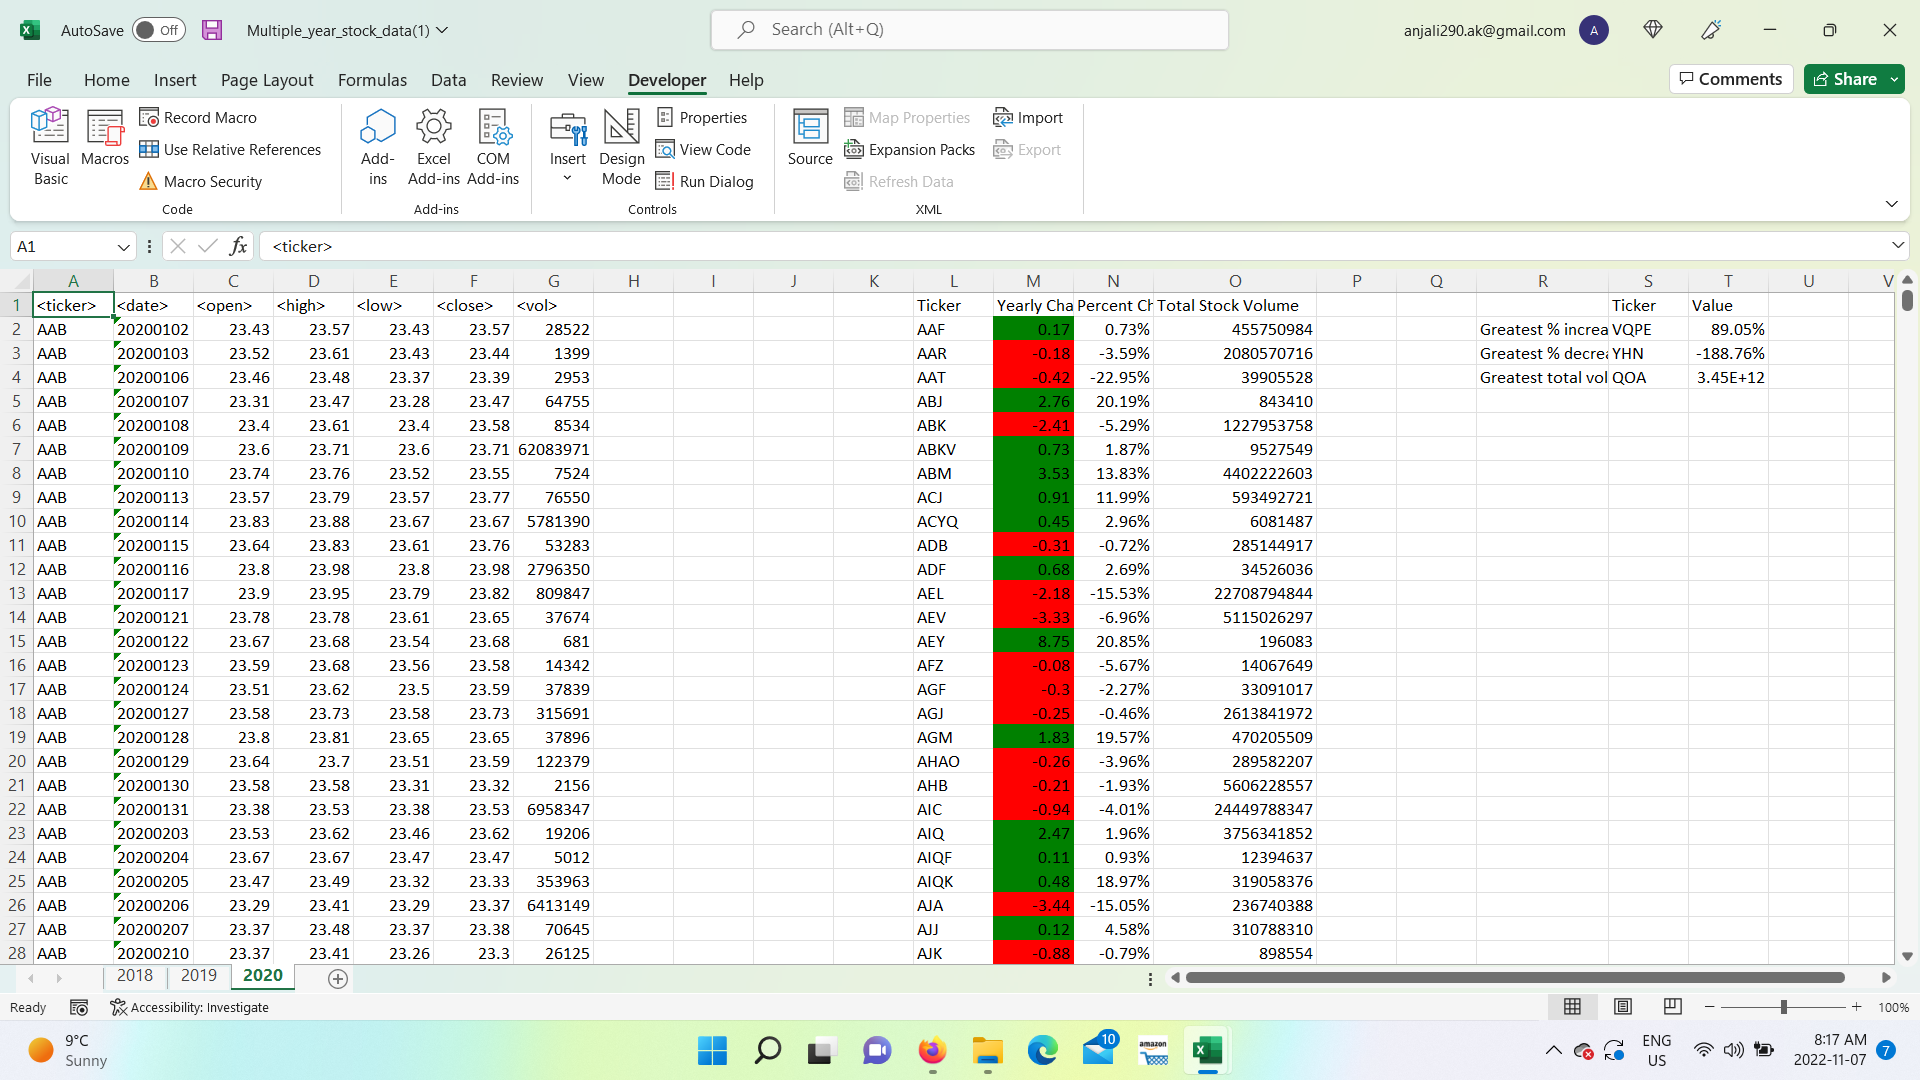 AutoSave Off Multiple_year_stock_data(1) Search (Alt+Q) anjali290.ak@gmail.com A
File Home Insert Page Layout Formulas Data Review View Developer Help Comments Share
Visual Basic Macros Record Macro Use Relative References Macro Security Code
Add-ins Excel Add-ins COM Add-ins Add-ins
Insert Design Mode Properties View Code Run Dialog Controls
Source Map Properties Expansion Packs Refresh Data Import Export XML
A1 fx <ticker>
A B C D E F G H I J K L M N O P Q R S T U V
1 <ticker> <date> <open> <high> <low> <close> <vol> Ticker Yearly Cha Percent Ch Total Stock Volume Ticker Value
2 AAB 20200102 23.43 23.57 23.43 23.57 28522 AAF 0.17 0.73% 455750984 Greatest % increa VQPE 89.05%
3 AAB 20200103 23.52 23.61 23.43 23.44 1399 AAR -0.18 -3.59% 2080570716 Greatest % decrea YHN -188.76%
4 AAB 20200106 23.46 23.48 23.37 23.39 2953 AAT -0.42 -22.95% 39905528 Greatest total vol QOA 3.45E+12
5 AAB 20200107 23.31 23.47 23.28 23.47 64755 ABJ 2.76 20.19% 843410
6 AAB 20200108 23.4 23.61 23.4 23.58 8534 ABK -2.41 -5.29% 1227953758
7 AAB 20200109 23.6 23.71 23.6 23.71 62083971 ABKV 0.73 1.87% 9527549
8 AAB 20200110 23.74 23.76 23.52 23.55 7524 ABM 3.53 13.83% 4402222603
9 AAB 20200113 23.57 23.79 23.57 23.77 76550 ACJ 0.91 11.99% 593492721
10 AAB 20200114 23.83 23.88 23.67 23.67 5781390 ACYQ 0.45 2.96% 6081487
11 AAB 20200115 23.64 23.83 23.61 23.76 53283 ADB -0.31 -0.72% 285144917
12 AAB 20200116 23.8 23.98 23.8 23.98 2796350 ADF 0.68 2.69% 34526036
13 AAB 20200117 23.9 23.95 23.79 23.82 809847 AEL -2.18 -15.53% 22708794844
14 AAB 20200121 23.78 23.78 23.61 23.65 37674 AEV -3.33 -6.96% 5115026297
15 AAB 20200122 23.67 23.68 23.54 23.68 681 AEY 8.75 20.85% 196083
16 AAB 20200123 23.59 23.68 23.56 23.58 14342 AFZ -0.08 -5.67% 14067649
17 AAB 20200124 23.51 23.62 23.5 23.59 37839 AGF -0.3 -2.27% 33091017
18 AAB 20200127 23.58 23.73 23.58 23.73 315691 AGJ -0.25 -0.46% 2613841972
19 AAB 20200128 23.8 23.81 23.65 23.65 37896 AGM 1.83 19.57% 470205509
20 AAB 20200129 23.64 23.7 23.51 23.59 122379 AHAO -0.26 -3.96% 289582207
21 AAB 20200130 23.58 23.58 23.31 23.32 2156 AHB -0.21 -1.93% 5606228557
22 AAB 20200131 23.38 23.53 23.38 23.53 6958347 AIC -0.94 -4.01% 24449788347
23 AAB 20200203 23.53 23.62 23.46 23.62 19206 AIQ 2.47 1.96% 3756341852
24 AAB 20200204 23.67 23.67 23.47 23.47 5012 AIQF 0.11 0.93% 12394637
25 AAB 20200205 23.47 23.49 23.32 23.33 353963 AIQK 0.48 18.97% 319058376
26 AAB 20200206 23.29 23.41 23.29 23.37 6413149 AJA -3.44 -15.05% 236740388
27 AAB 20200207 23.37 23.48 23.37 23.38 70645 AJJ 0.12 4.58% 310788310
28 AAB 20200210 23.37 23.41 23.26 23.3 26125 AJK -0.88 -0.79% 898554
2018 2019 2020
Ready Accessibility: Investigate 100%
9°C Sunny 10 amazon ENG US 8:17 AM 2022-11-07 7